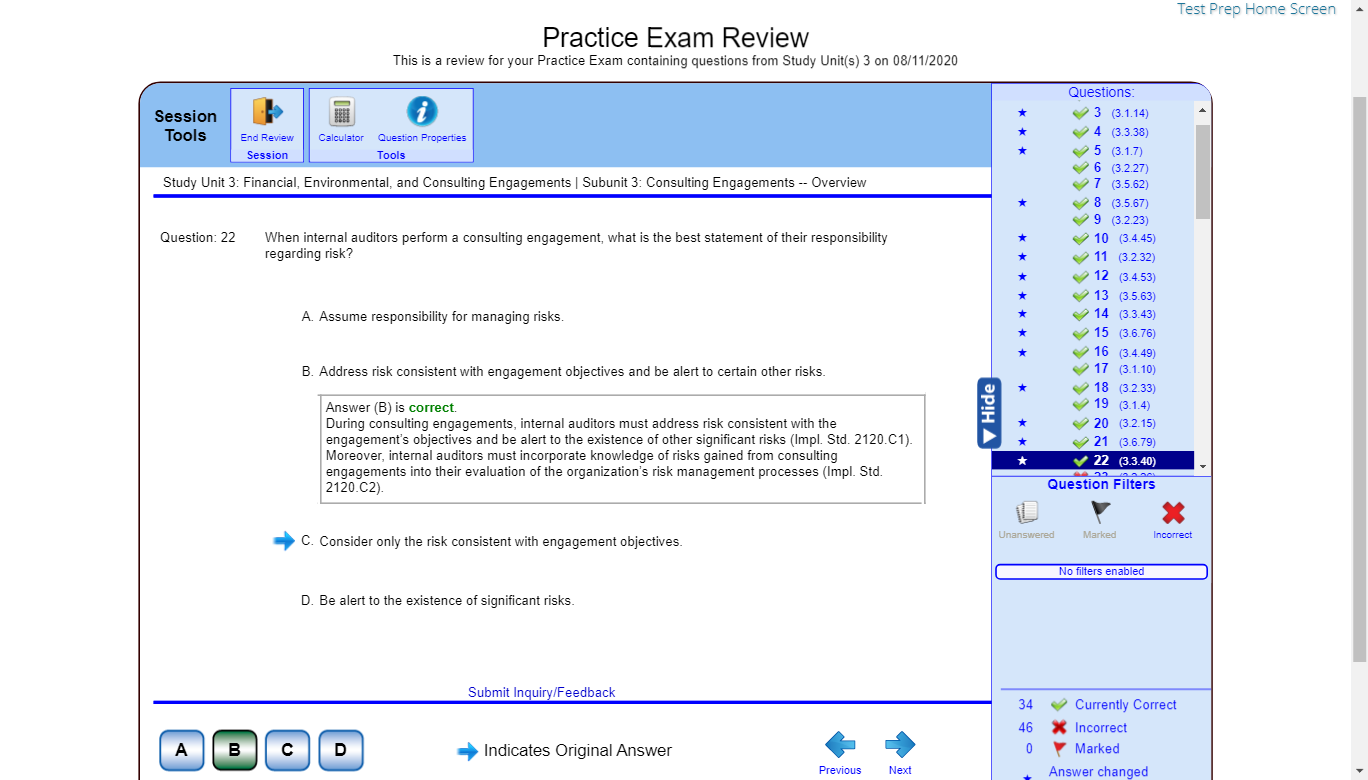 Test Prep Home Screen
Practice Exam Review
This is a review for your Practice Exam containing questions from Study Unit(s) 3 on 08/11/2020
Session Tools
End Review
Session
Calculator
Question Properties
Tools
Study Unit 3: Financial, Environmental, and Consulting Engagements | Subunit 3: Consulting Engagements -- Overview
Question: 22
When internal auditors perform a consulting engagement, what is the best statement of their responsibility
regarding risk?
A. Assume responsibility for managing risks.
B. Address risk consistent with engagement objectives and be alert to certain other risks.
Answer (B) is correct.
During consulting engagements, internal auditors must address risk consistent with the
engagement's objectives and be alert to the existence of other significant risks (Impl. Std. 2120.C1).
Moreover, internal auditors must incorporate knowledge of risks gained from consulting
engagements into their evaluation of the organization's risk management processes (Impl. Std.
2120.C2).
C. Consider only the risk consistent with engagement objectives.
D. Be alert to the existence of significant risks.
Submit Inquiry/Feedback
A B C D
Indicates Original Answer
Previous
Next
Hide
Questions:
3 (3.1.14)
4 (3.3.38)
5 (3.1.7)
6 (3.2.27)
7 (3.5.62)
8 (3.5.67)
9 (3.2.23)
10 (3.4.45)
11 (3.2.32)
12 (3.4.53)
13 (3.5.63)
14 (3.3.43)
15 (3.6.76)
16 (3.4.49)
17 (3.1.10)
18 (3.2.33)
19 (3.1.4)
20 (3.2.15)
21 (3.6.79)
22 (3.3.40)
Question Filters
Unanswered
Marked
Incorrect
No filters enabled
34 Currently Correct
46 Incorrect
0 Marked
Answer changed